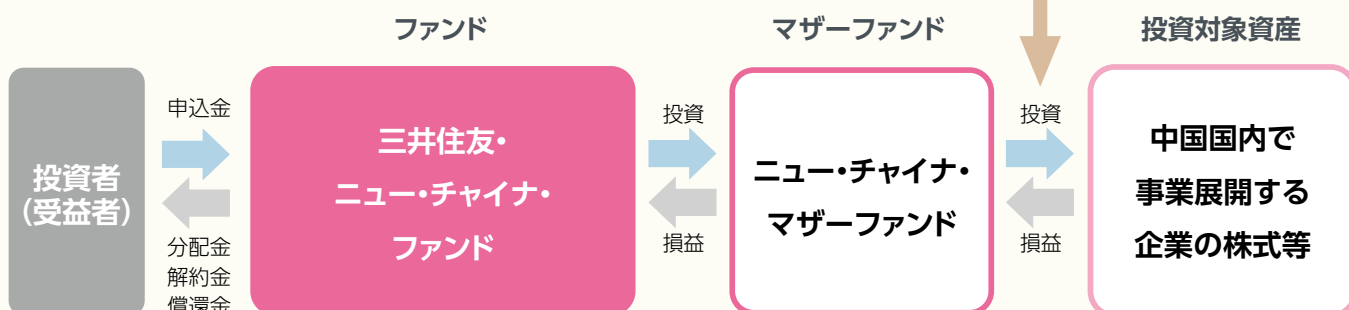 ファンド
マザーファンド
投資対象資産
投資者
(受益者)
申込金
分配金
解約金
償還金
三井住友・
ニュー・チャイナ・
ファンド
投資
損益
ニュー・チャイナ・
マザーファンド
投資
損益
中国国内で
事業展開する
企業の株式等